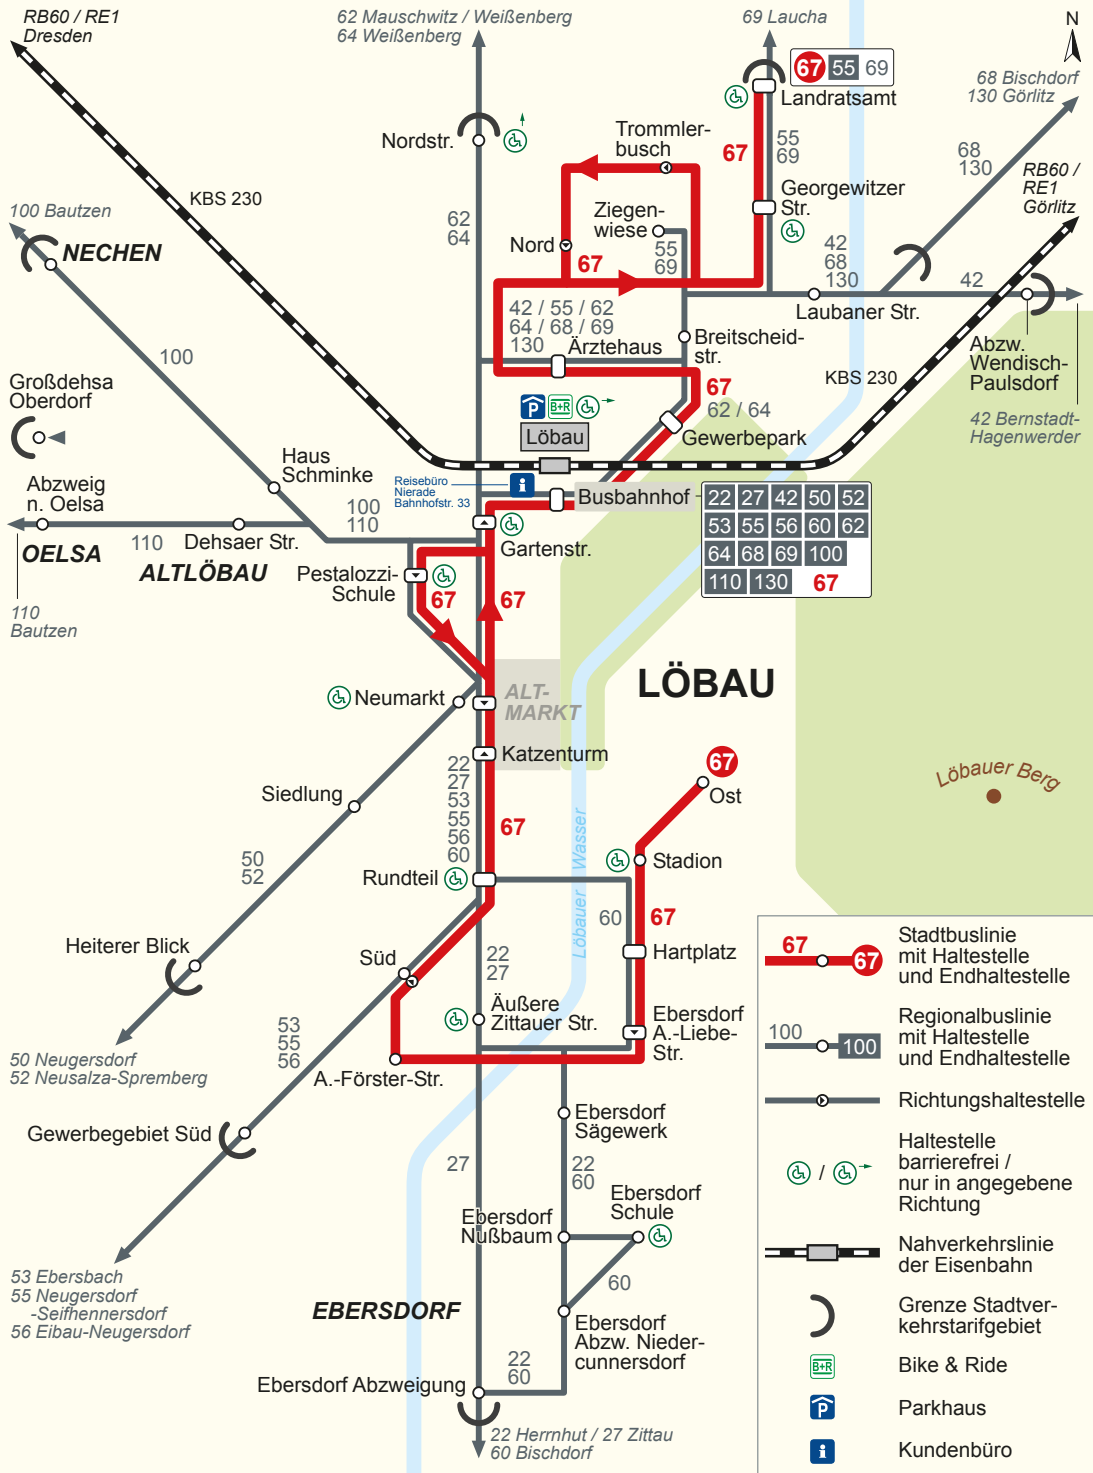 RB60 / RE1
Dresden
62 Mauschwitz / Weißenberg
64 Weißenberg
69 Laucha
N
67 55 69
Landratsamt
68 Bischdorf
130 Görlitz
Nordstr.
Trommler-
busch
67
55
69
68
130
RB60 /
RE1
Görlitz
KBS 230
Georgewitzer
Str.
100 Bautzen
NECHEN
62
64
Ziegen-
wiese
Nord
55
69
67
42
68
130
42
Laubaner Str.
42 / 55 / 62
64 / 68 / 69
130
Ärztehaus
Breitscheid-
str.
Abzw.
Wendisch-
Paulsdorf
100
KBS 230
Großdehsa
Oberdorf
67
62 / 64
P
B+R
Löbau
Gewerbepark
42 Bernstadt-
Hagenwerder
Haus
Schminke
Abzweig
n. Oelsa
Reisebüro
Nierade
Bahnhofstr. 33
i
Busbahnhof
22 27 42 50 52
53 55 56 60 62
64 68 69 100
110 130 67
100
110
OELSA
110
Dehsaer Str.
ALTLÖBAU
Gartenstr.
Pestalozzi-
Schule
67
67
110
Bautzen
LÖBAU
Neumarkt
ALT-
MARKT
Katzenturm
22
27
53
55
56
60
67
Siedlung
67
Ost
Löbauer Berg
Löbauer Wasser
Stadion
50
52
Rundteil
60
67
Heiterer Blick
Süd
22
27
Hartplatz
Äußere
Zittauer Str.
Ebersdorf
A.-Liebe-
Str.
53
55
56
50 Neugersdorf
52 Neusalza-Spremberg
A.-Förster-Str.
Gewerbegebiet Süd
Ebersdorf
Sägewerk
27
22
60
Ebersdorf
Schule
Ebersdorf
Nußbaum
60
53 Ebersbach
55 Neugersdorf
-Seifhennersdorf
56 Eibau-Neugersdorf
EBERSDORF
Ebersdorf
Abzw. Nieder-
cunnersdorf
22
60
Ebersdorf Abzweigung
22 Herrnhut / 27 Zittau
60 Bischdorf
67
67
Stadtbuslinie
mit Haltestelle
und Endhaltestelle
100
100
Regionalbuslinie
mit Haltestelle
und Endhaltestelle
Richtungshaltestelle
/
Haltestelle
barrierefrei /
nur in angegebene
Richtung
Nahverkehrslinie
der Eisenbahn
Grenze Stadtver-
kehrstarifgebiet
B+R
Bike & Ride
P
Parkhaus
i
Kundenbüro